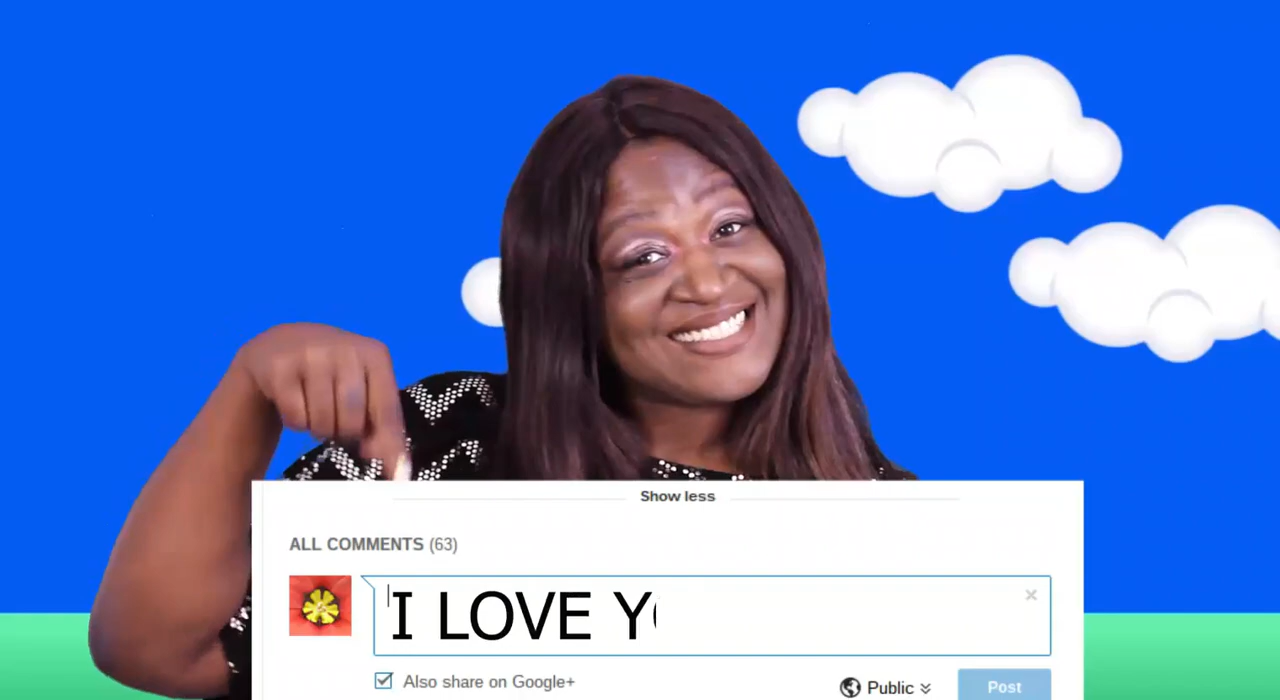 Show less
ALL COMMENTS (63)
I LOVE Y
Also share on Google+
Public
Post